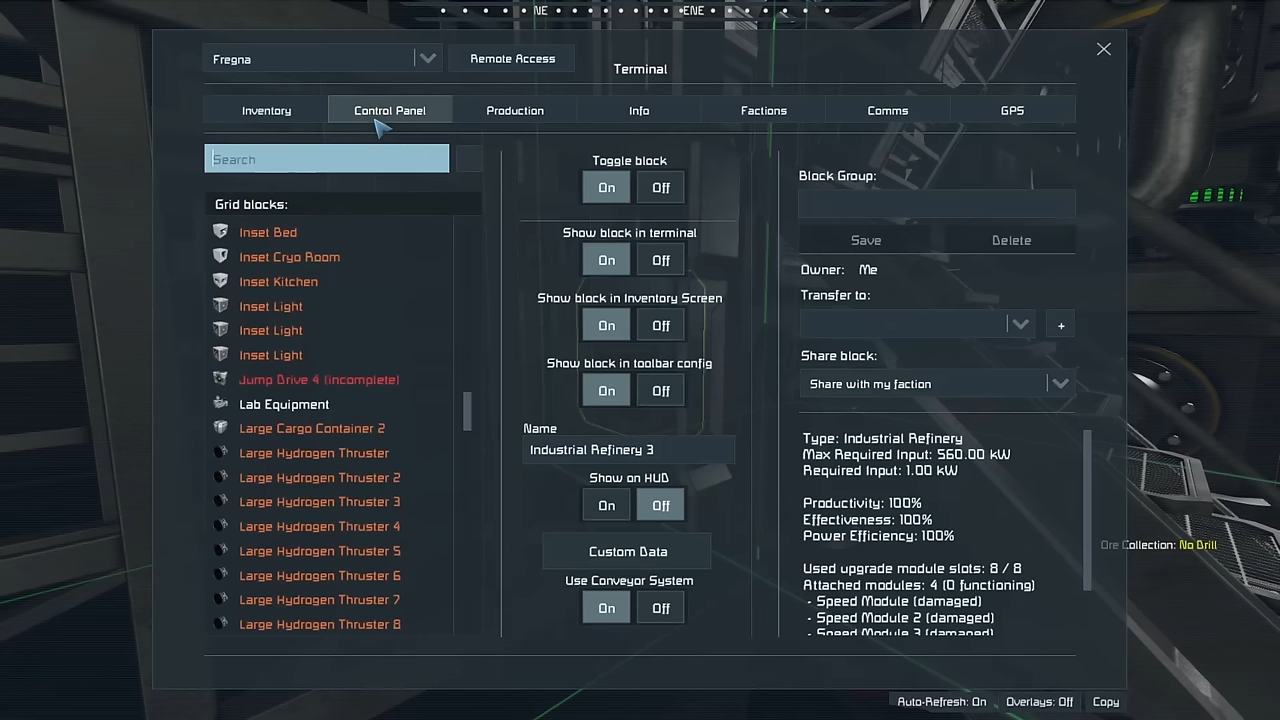 NE
ENE
Fregna
Remote Access
Terminal
Inventory
Control Panel
Production
Info
Factions
Comms
GPS
Search
Grid blocks:
Inset Bed
Inset Cryo Room
Inset Kitchen
Inset Light
Inset Light
Inset Light
Jump Drive 4 (incomplete)
Lab Equipment
Large Cargo Container 2
Large Hydrogen Thruster
Large Hydrogen Thruster 2
Large Hydrogen Thruster 3
Large Hydrogen Thruster 4
Large Hydrogen Thruster 5
Large Hydrogen Thruster 6
Large Hydrogen Thruster 7
Large Hydrogen Thruster 8
Toggle block
On Off
Show block in terminal
On Off
Show block in Inventory Screen
On Off
Show block in toolbar config
On Off
Name
Industrial Refinery 3
Show on HUD
On Off
Custom Data
Use Conveyor System
On Off
Block Group:
Save
Delete
Owner: Me
Transfer to:
+
Share block:
Share with my faction
Type: Industrial Refinery
Max Required Input: 560.00 kW
Required Input: 1.00 kW
Productivity: 100%
Effectiveness: 100%
Power Efficiency: 100%
Used upgrade module slots: 8 / 8
Attached modules: 4 (0 functioning)
- Speed Module (damaged)
- Speed Module 2 (damaged)
- Speed Module 3 (damaged)
Ore Collection: No Drill
Auto-Refresh: On
Overlays: Off
Copy